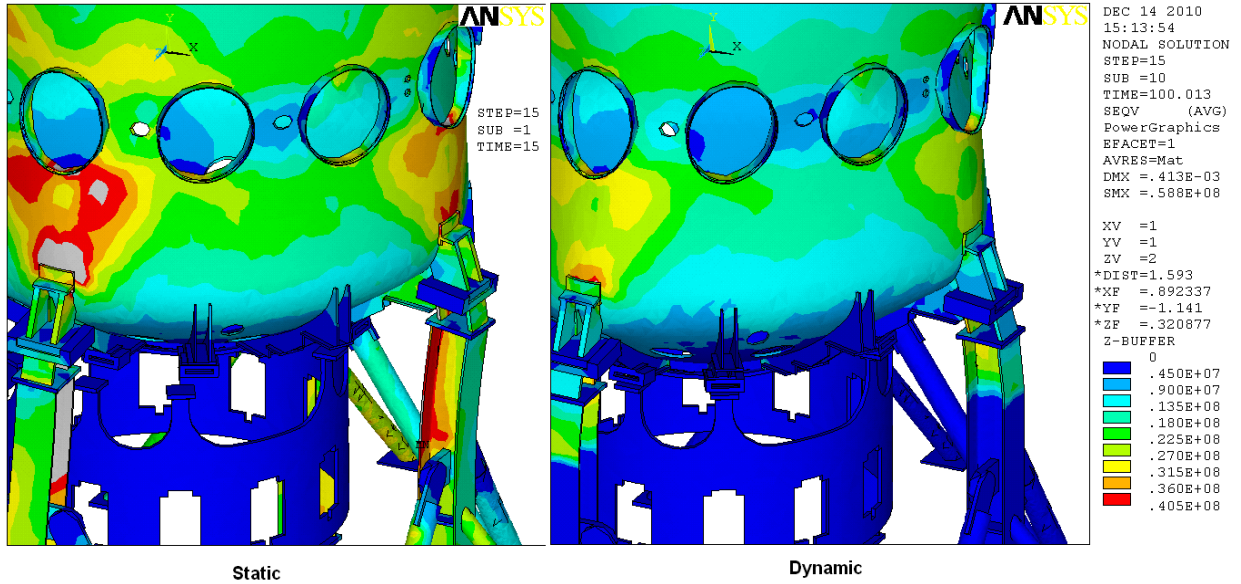 ANSYS
Y
X
STEP=15
SUB =1
TIME=15
ANSYS
Y
X
DEC 14 2010
15:13:54
NODAL SOLUTION
STEP=15
SUB =10
TIME=100.013
SEQV (AVG)
PowerGraphics
EFACET=1
AVRES=Mat
DMX =.413E-03
SMX =.588E+08
XV =1
YV =1
ZV =2
*DIST=1.593
*XF =.892337
*YF =-1.141
*ZF =.320877
Z-BUFFER
0
.450E+07
.900E+07
.135E+08
.180E+08
.225E+08
.270E+08
.315E+08
.360E+08
.405E+08
Static
Dynamic